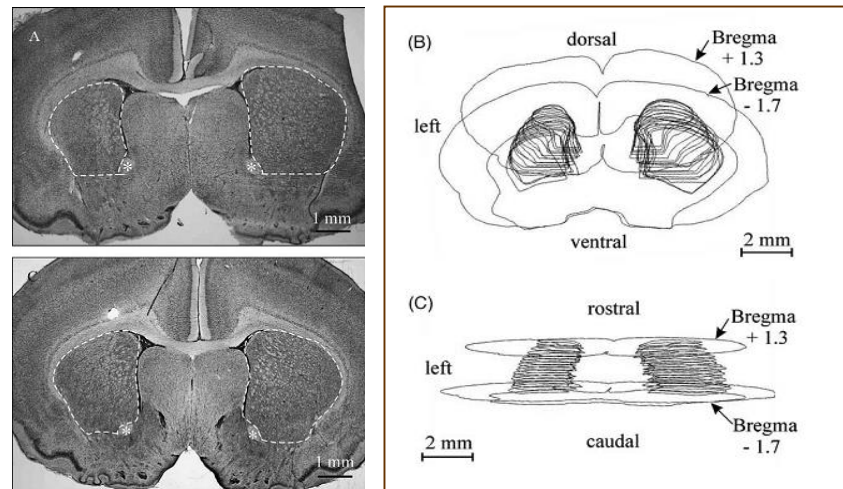 A
*
*
1 mm
C
*
*
1 mm
(B)
dorsal
Bregma
+ 1.3
Bregma
- 1.7
left
ventral
2 mm
(C)
rostral
Bregma
+ 1.3
left
Bregma
- 1.7
2 mm
caudal